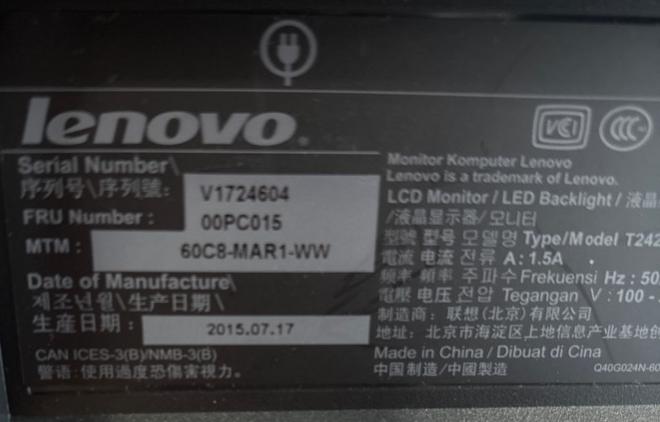 lenovo
VCI
CCC
Serial Number\
序列号\序列號: V1724604
FRU Number : 00PC015
MTM : 60C8-MAR1-WW
Date of Manufacture\
제조년월\生产日期\
生産日期: 2015.07.17
CAN ICES-3(B)/NMB-3(B)
警语: 使用過度恐傷害視力。
Monitor Komputer Lenovo
Lenovo is a trademark of Lenovo.
LCD Monitor / LED Backlight / 液晶
/液晶显示器/ 모니터
型號 型号 모델명 Type/Model T242
電流 电流 전류 A: 1.5A
頻率 频率 주파수 Frekuensi Hz : 50
電壓 电压 전압 Tegangan V : 100 -
制造商: 联想(北京)有限公司
地址: 北京市海淀区上地信息产业基地创
Made in China / Dibuat di Cina
中国制造/中國製造
Q40G024N-60